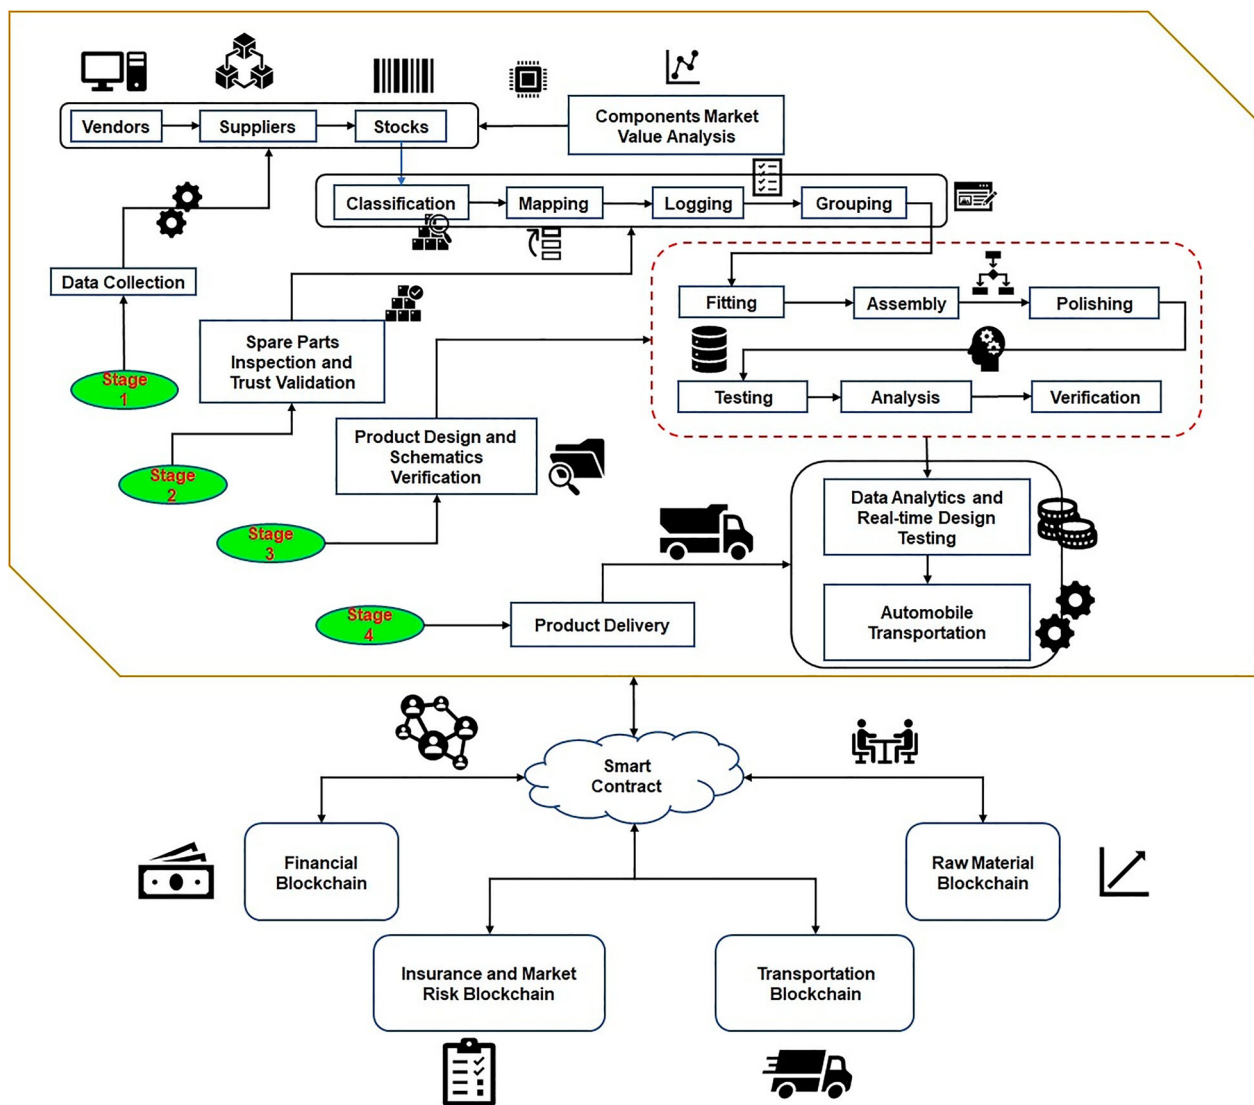 Vendors
Suppliers
Stocks
Components Market
Value Analysis
Classification
Mapping
Logging
Grouping
Data Collection
Fitting
Assembly
Polishing
Spare Parts
Inspection and
Trust Validation
Stage
1
Testing
Analysis
Verification
Product Design and
Schematics
Verification
Stage
2
Data Analytics and
Real-time Design
Testing
Stage
3
Stage
4
Product Delivery
Automobile
Transportation
Smart
Contract
Financial
Blockchain
Raw Material
Blockchain
Insurance and Market
Risk Blockchain
Transportation
Blockchain